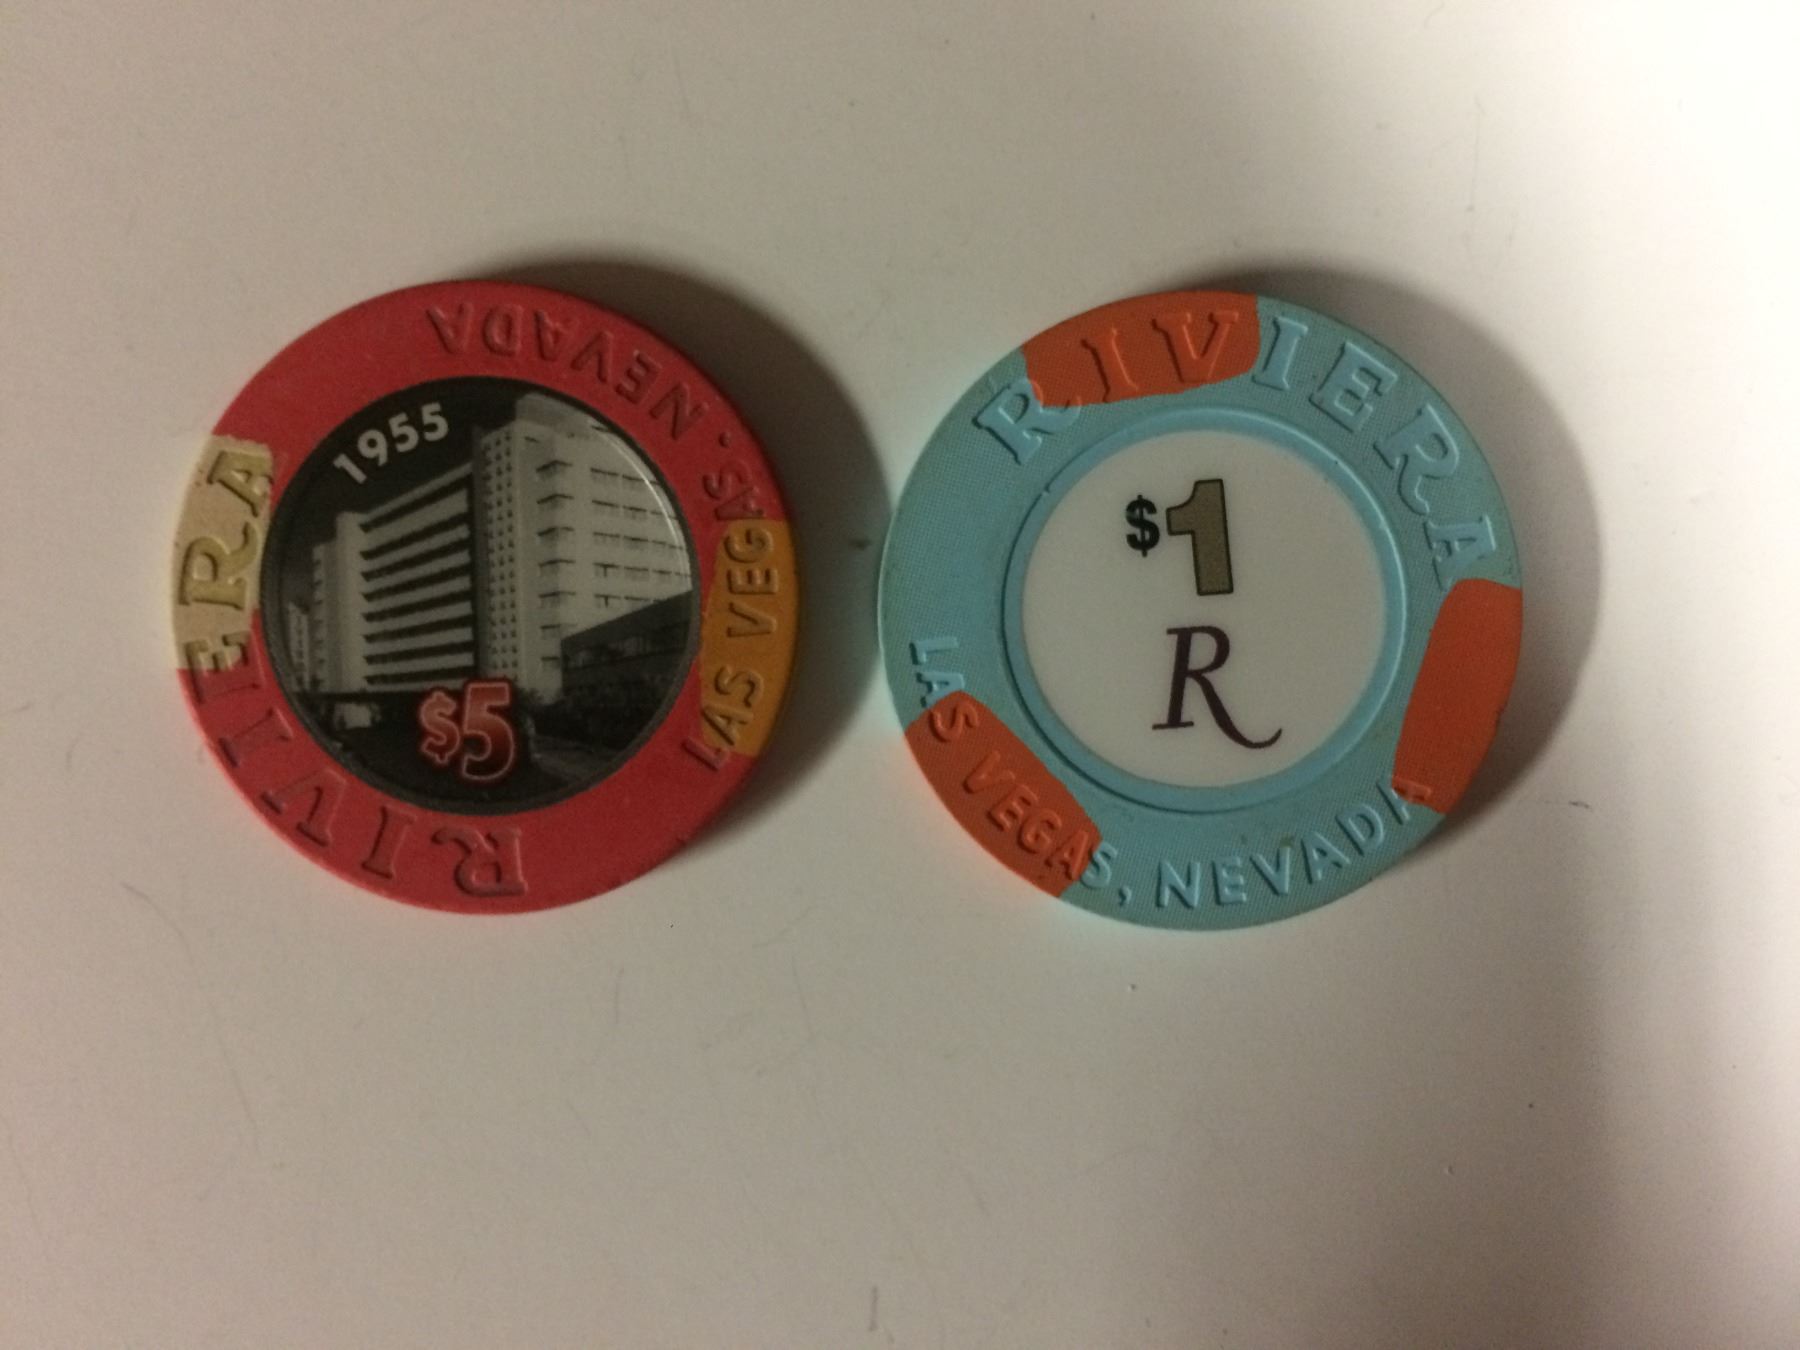 RIVIERA
LAS VEGAS, NEVADA
1955
$5
RIVIERA
$1
R
LAS VEGAS, NEVADA